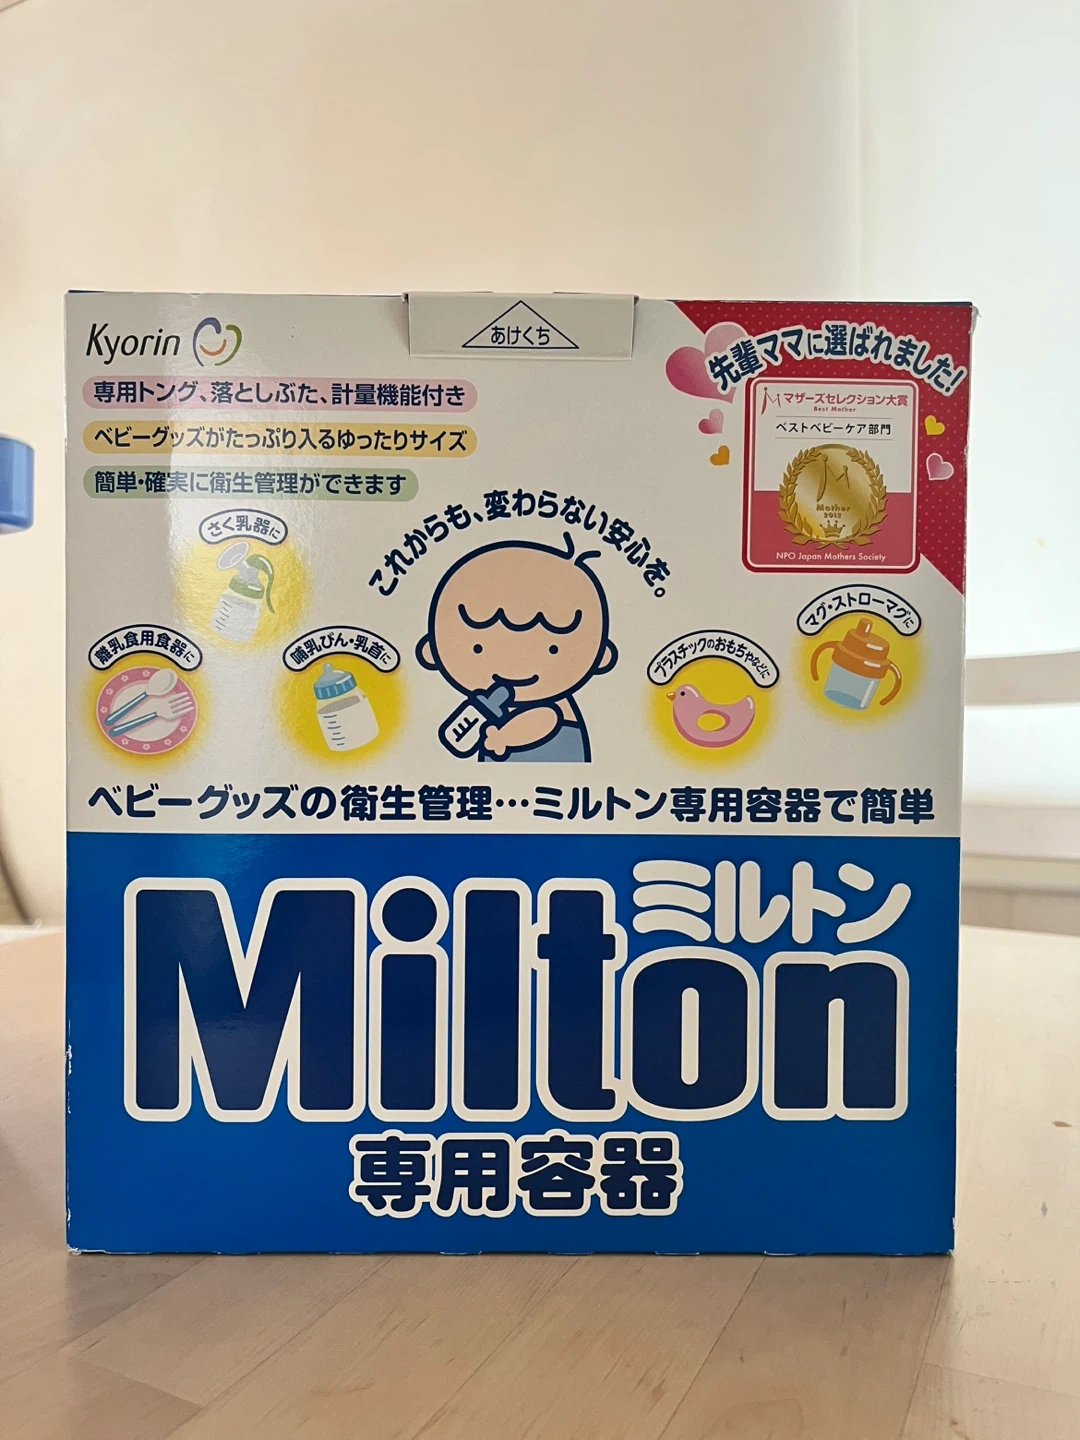 Kyorin
あけくち
先輩ママに選ばれました!
専用トング、落としぶた、計量機能付き
ベビーグッズがたっぷり入るゆったりサイズ
簡単・確実に衛生管理ができます
マザーズセレクション大賞
Best Mother
ベストベビーケア部門
Mother
2012
NPO Japan Mothers Society
これからも、変わらない安心を。
さく乳器に
離乳食用食器に
哺乳びん・乳首に
プラスチックのおもちゃなどに
マグ・ストローマグに
ベビーグッズの衛生管理…ミルトン専用容器で簡単
ミルトン
Milton
専用容器